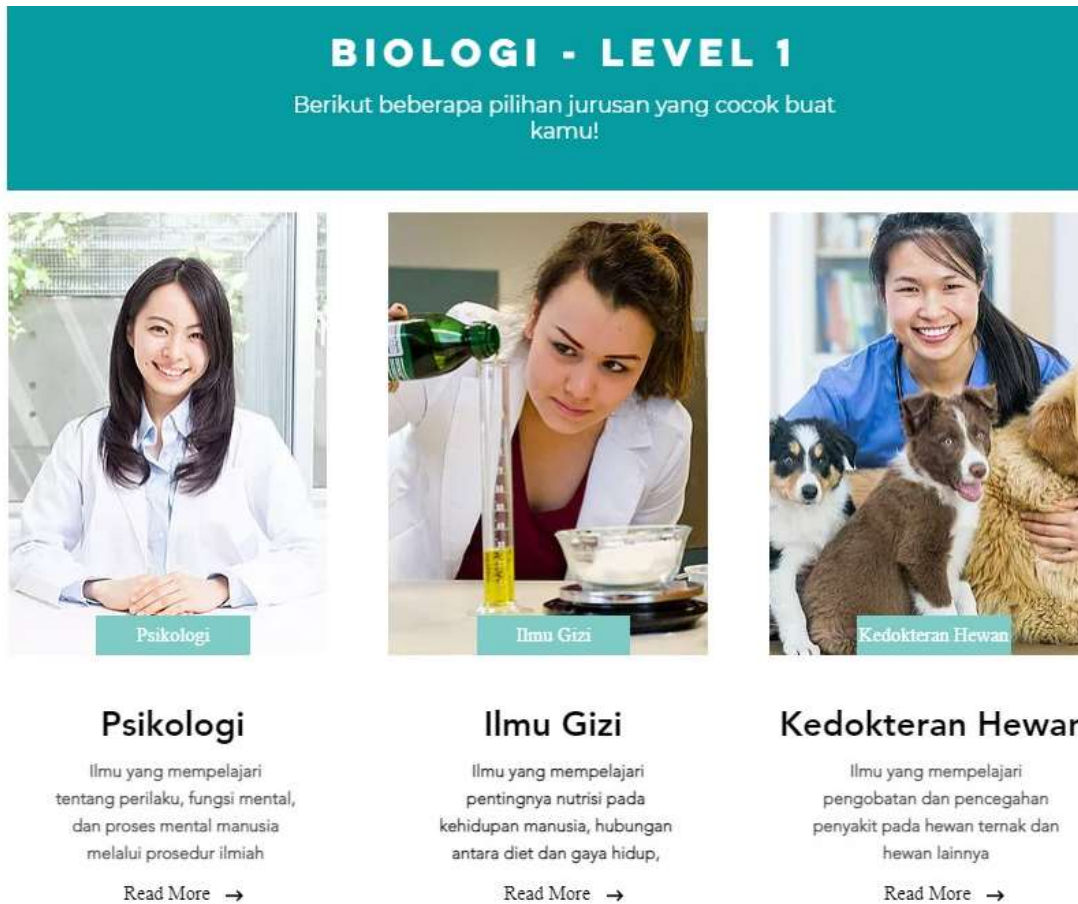 BIOLOGI - LEVEL 1
Berikut beberapa pilihan jurusan yang cocok buat
kamu!
Psikologi
Ilmu Gizi
Kedokteran Hewan
Psikologi
Ilmu yang mempelajari
tentang perilaku, fungsi mental,
dan proses mental manusia
melalui prosedur ilmiah
Read More →
Ilmu Gizi
Ilmu yang mempelajari
pentingnya nutrisi pada
kehidupan manusia, hubungan
antara diet dan gaya hidup,
Read More →
Kedokteran Hewan
Ilmu yang mempelajari
pengobatan dan pencegahan
penyakit pada hewan ternak dan
hewan lainnya
Read More →